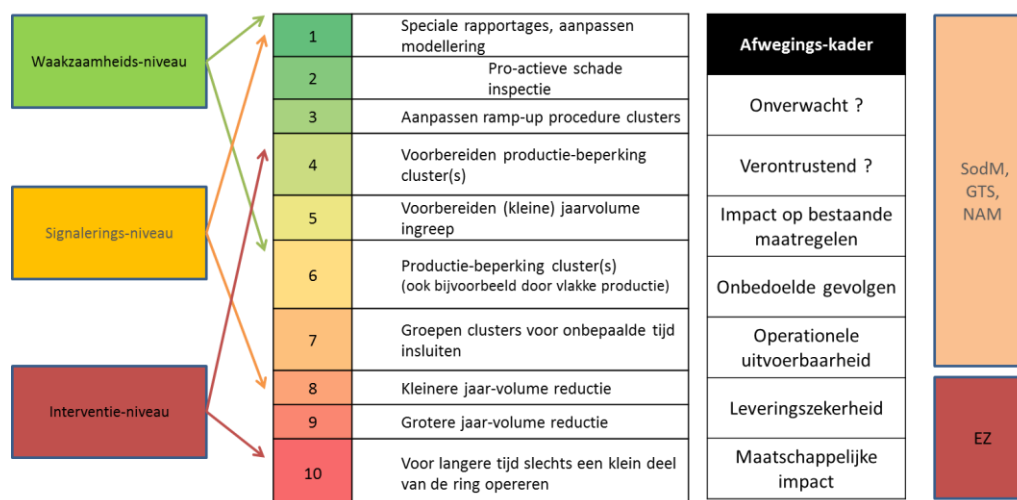 Waakzaamheids-niveau
Signalerings-niveau
Interventie-niveau
1
Speciale rapportages, aanpassen
modellering
2
Pro-actieve schade
inspectie
3
Aanpassen ramp-up procedure clusters
4
Voorbereiden productie-beperking
cluster(s)
5
Voorbereiden (kleine) jaarvolume
ingreep
6
Productie-beperking cluster(s)
(ook bijvoorbeeld door vlakke productie)
7
Groepen clusters voor onbepaalde tijd
insluiten
8
Kleinere jaar-volume reductie
9
Grotere jaar-volume reductie
10
Voor langere tijd slechts een klein deel
van de ring opereren
Afwegings-kader
Onverwacht ?
Verontrustend ?
Impact op bestaande
maatregelen
Onbedoelde gevolgen
Operationele
uitvoerbaarheid
Leveringszekerheid
Maatschappelijke
impact
SodM,
GTS,
NAM
EZ